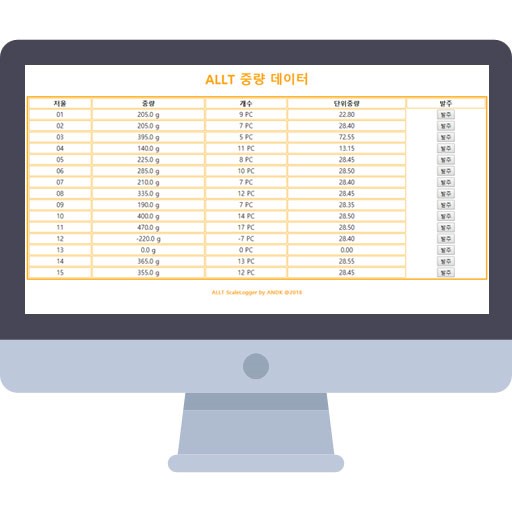 ALLT 중량 데이터
저울 중량 개수 단위중량 발주
01 205.0 g 9 PC 22.80 발주
02 205.0 g 7 PC 28.40 발주
03 395.0 g 5 PC 72.55 발주
04 140.0 g 11 PC 13.15 발주
05 225.0 g 8 PC 28.45 발주
06 285.0 g 10 PC 28.50 발주
07 210.0 g 7 PC 28.40 발주
08 335.0 g 12 PC 28.45 발주
09 190.0 g 7 PC 28.35 발주
10 400.0 g 14 PC 28.50 발주
11 470.0 g 17 PC 28.50 발주
12 -220.0 g -7 PC 28.40 발주
13 0.0 g 0 PC 0.00 발주
14 365.0 g 13 PC 28.55 발주
15 355.0 g 12 PC 28.45 발주
ALLT ScaleLogger by ANDK @2019